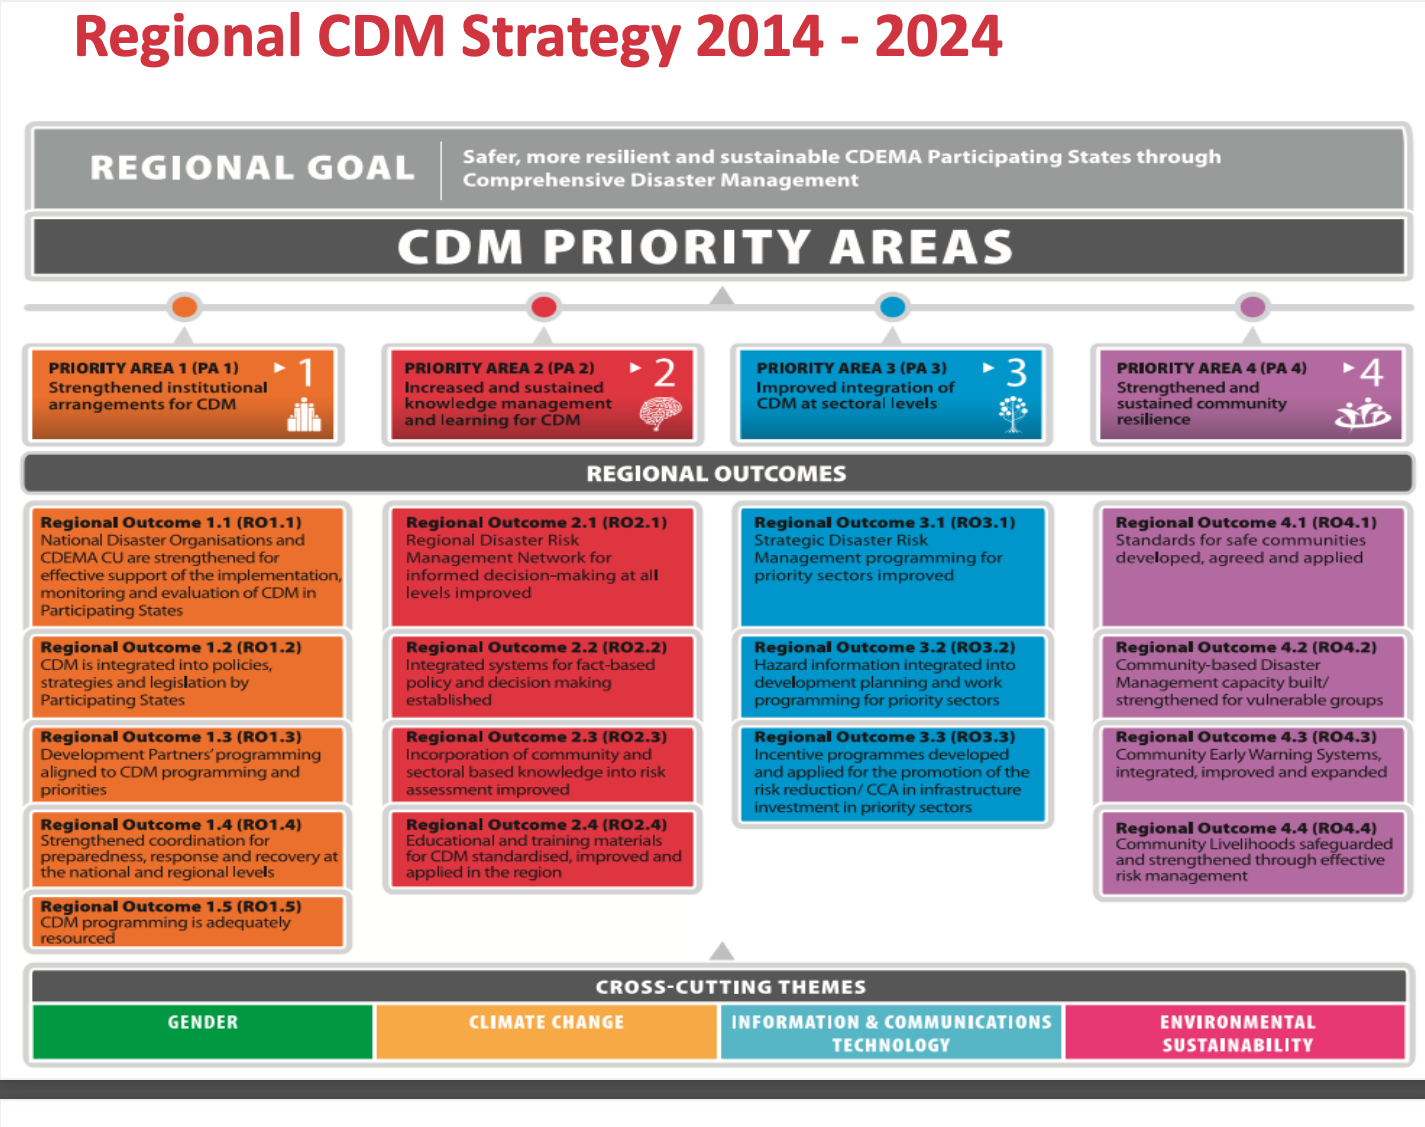 Regional CDM Strategy 2014 - 2024
REGIONAL GOAL
Safer, more resilient and sustainable CDEMA Participating States through
Comprehensive Disaster Management
CDM PRIORITY AREAS
PRIORITY AREA 1 (PA 1)
Strengthened institutional
arrangements for CDM
1
PRIORITY AREA 2 (PA 2)
Increased and sustained
knowledge management
and learning for CDM
2
PRIORITY AREA 3 (PA 3)
Improved integration of
CDM at sectoral levels
3
PRIORITY AREA 4 (PA 4)
Strengthened and
sustained community
resilience
4
REGIONAL OUTCOMES
Regional Outcome 1.1 (RO1.1)
National Disaster Organisations and
CDEMA CU are strengthened for
effective support of the implementation,
monitoring and evaluation of CDM in
Participating States
Regional Outcome 1.2 (RO1.2)
CDM is integrated into policies,
strategies and legislation by
Participating States
Regional Outcome 1.3 (RO1.3)
Development Partners' programming
aligned to CDM programming and
priorities
Regional Outcome 1.4 (RO1.4)
Strengthened coordination for
preparedness, response and recovery at
the national and regional levels
Regional Outcome 1.5 (RO1.5)
CDM programming is adequately
resourced
Regional Outcome 2.1 (RO2.1)
Regional Disaster Risk
Management Network for
informed decision-making at all
levels improved
Regional Outcome 2.2 (RO2.2)
Integrated systems for fact-based
policy and decision making
established
Regional Outcome 2.3 (RO2.3)
Incorporation of community and
sectoral based knowledge into risk
assessment improved
Regional Outcome 2.4 (RO2.4)
Educational and training materials
for CDM standardised, improved and
applied in the region
Regional Outcome 3.1 (RO3.1)
Strategic Disaster Risk
Management programming for
priority sectors improved
Regional Outcome 3.2 (RO3.2)
Hazard information integrated into
development planning and work
programming for priority sectors
Regional Outcome 3.3 (RO3.3)
Incentive programmes developed
and applied for the promotion of the
risk reduction/ CCA in infrastructure
investment in priority sectors
Regional Outcome 4.1 (RO4.1)
Standards for safe communities
developed, agreed and applied
Regional Outcome 4.2 (RO4.2)
Community-based Disaster
Management capacity built/
strengthened for vulnerable groups
Regional Outcome 4.3 (RO4.3)
Community Early Warning Systems,
integrated, improved and expanded
Regional Outcome 4.4 (RO4.4)
Community Livelihoods safeguarded
and strengthened through effective
risk management
CROSS-CUTTING THEMES
GENDER
CLIMATE CHANGE
INFORMATION & COMMUNICATIONS
TECHNOLOGY
ENVIRONMENTAL
SUSTAINABILITY